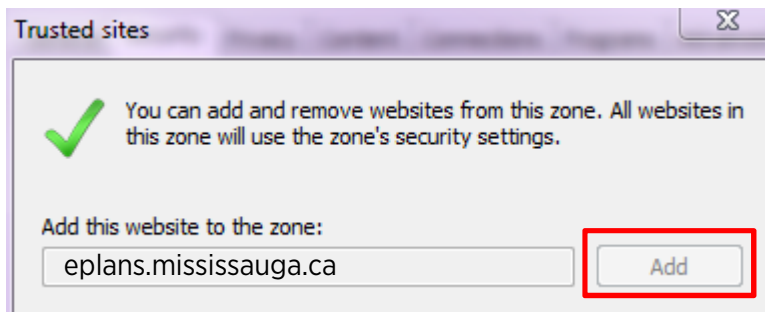 Trusted sites
You can add and remove websites from this zone. All websites in
this zone will use the zone's security settings.
Add this website to the zone:
eplans.mississauga.ca
Add